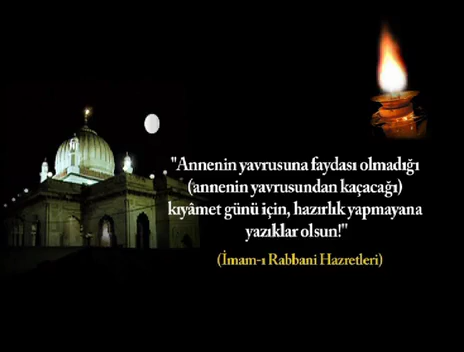 "Annenin yavrusuna faydası olmadığı
(annenin yavrusundan kaçacağı)
kıyâmet günü için, hazırlık yapmayana
yazıklar olsun!"
(İmam-ı Rabbani Hazretleri)